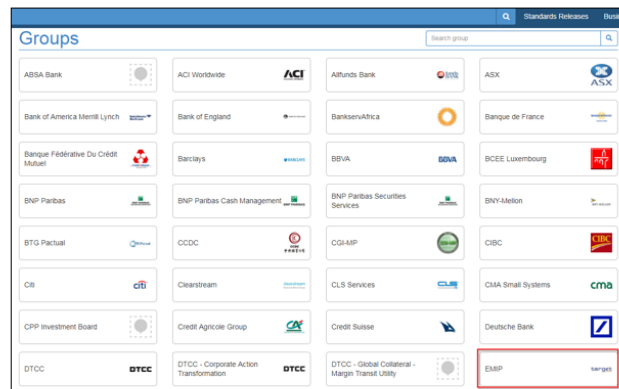 Standards Releases Busi
Groups
Search group
ABSA Bank
ACI Worldwide ACI
Allfunds Bank
ASX ASX
Bank of America Merrill Lynch
Bank of England
BankservAfrica
Banque de France
Banque Fédérative Du Crédit
Mutuel
Barclays BARCLAYS
BBVA BBVA
BCEE Luxembourg
BNP Paribas
BNP Paribas Cash Management
BNP Paribas Securities
Services
BNY-Mellon
BTG Pactual
CCDC CCDC
CGI-MP
CIBC CIBC
Citi citi
Clearstream clearstream
CLS Services CLS
CMA Small Systems cma
CPP Investment Board
Credit Agricole Group
Credit Suisse
Deutsche Bank
DTCC DTCC
DTCC - Corporate Action
Transformation DTCC
DTCC - Global Collateral -
Margin Transit Utility
EMIP